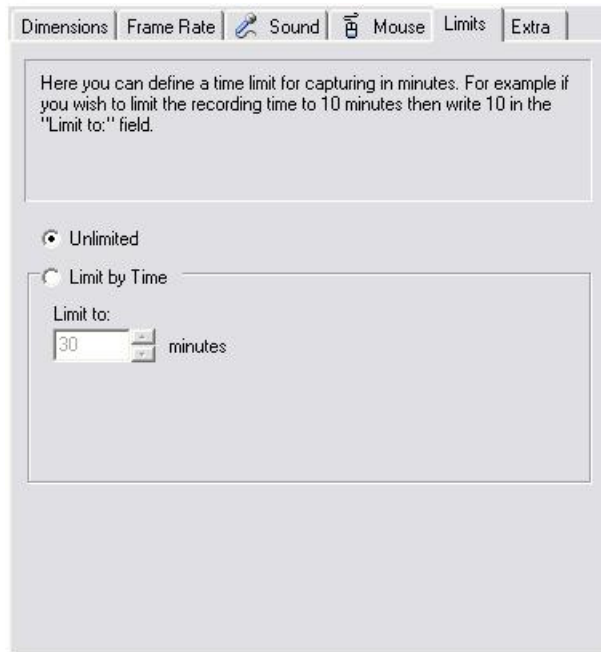 Dimensions Frame Rate Sound Mouse Limits Extra
Here you can define a time limit for capturing in minutes. For example if
you wish to limit the recording time to 10 minutes then write 10 in the
"Limit to:" field.
Unlimited
Limit by Time
Limit to:
30 minutes